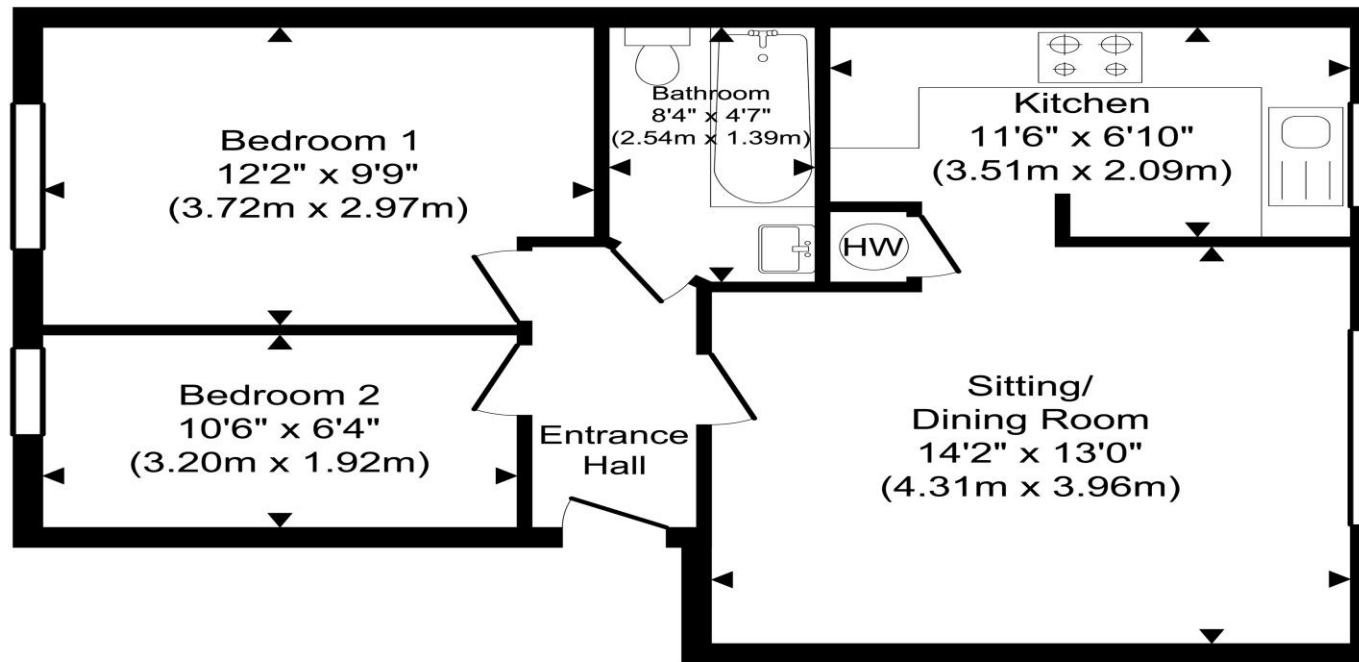 Bedroom 1
12'2" x 9'9"
(3.72m x 2.97m)
Bathroom
8'4" x 4'7"
(2.54m x 1.39m)
Kitchen
11'6" x 6'10"
(3.51m x 2.09m)
HW
Bedroom 2
10'6" x 6'4"
(3.20m x 1.92m)
Entrance
Hall
Sitting/
Dining Room
14'2" x 13'0"
(4.31m x 3.96m)